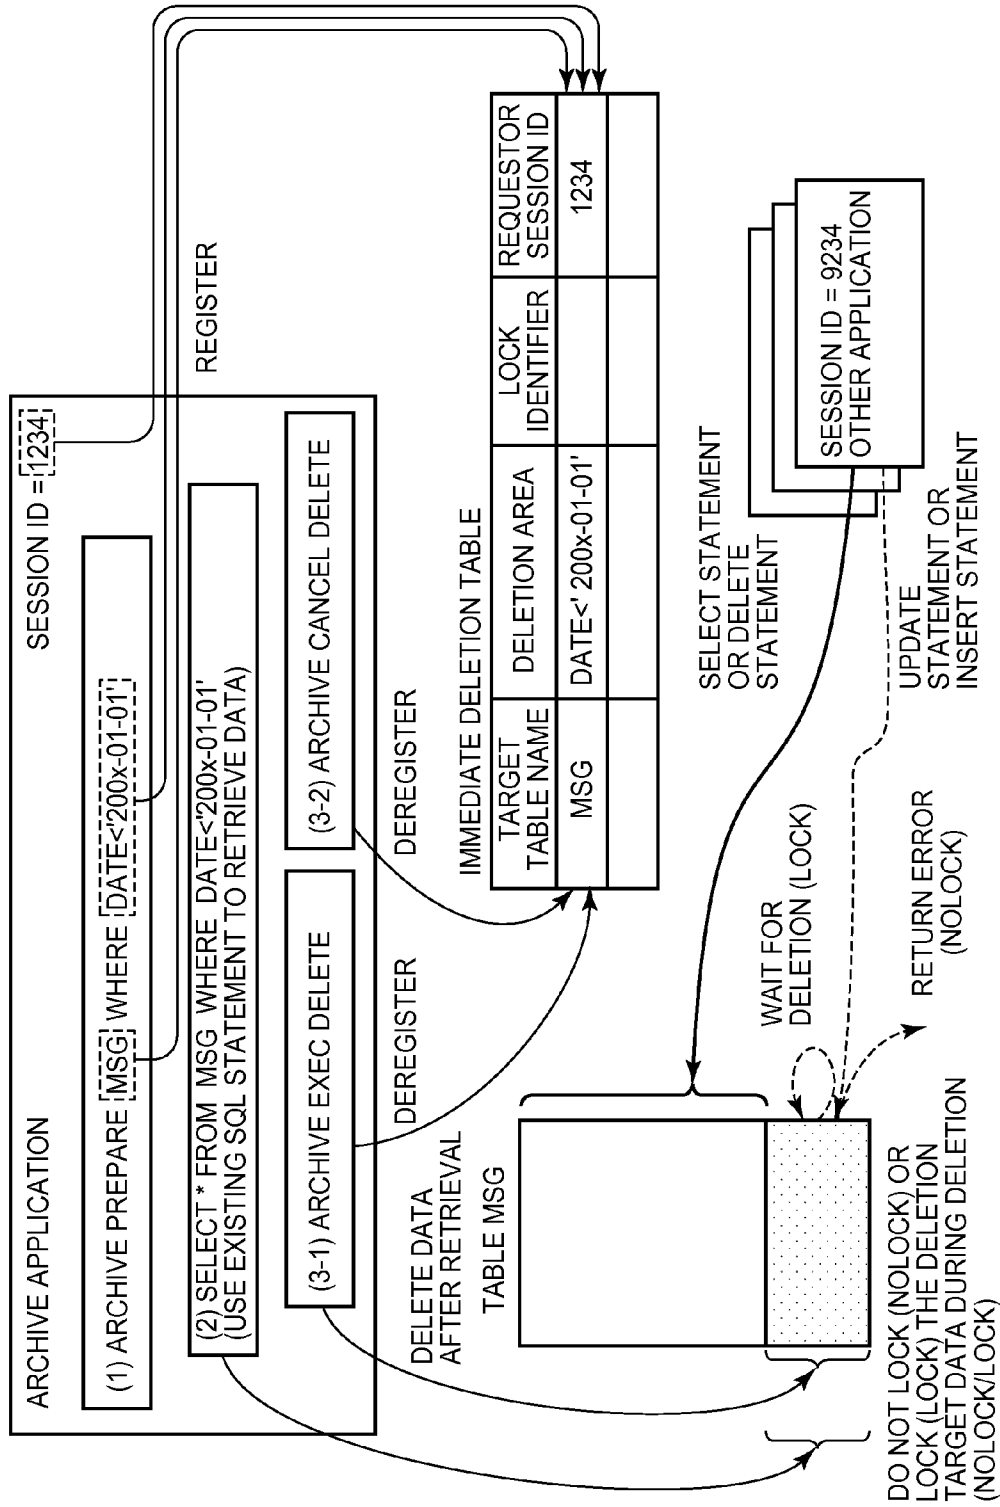 ARCHIVE APPLICATION
SESSION ID = 1234
(1) ARCHIVE PREPARE MSG WHERE DATE<'200x-01-01'
(2) SELECT * FROM MSG WHERE DATE<'200x-01-01'
(USE EXISTING SQL STATEMENT TO RETRIEVE DATA)
(3-1) ARCHIVE EXEC DELETE
(3-2) ARCHIVE CANCEL DELETE
REGISTER
DEREGISTER
DEREGISTER
DELETE DATA
AFTER RETRIEVAL
TABLE MSG
IMMEDIATE DELETION TABLE
TARGET
TABLE NAME
DELETION AREA
LOCK
IDENTIFIER
REQUESTOR
SESSION ID
MSG
DATE<' 200x-01-01'
1234
SELECT STATEMENT
OR DELETE
STATEMENT
SESSION ID = 9234
OTHER APPLICATION
WAIT FOR
DELETION (LOCK)
UPDATE
STATEMENT OR
INSERT STATEMENT
RETURN ERROR
(NOLOCK)
DO NOT LOCK (NOLOCK) OR
LOCK (LOCK) THE DELETION
TARGET DATA DURING DELETION
(NOLOCK/LOCK)